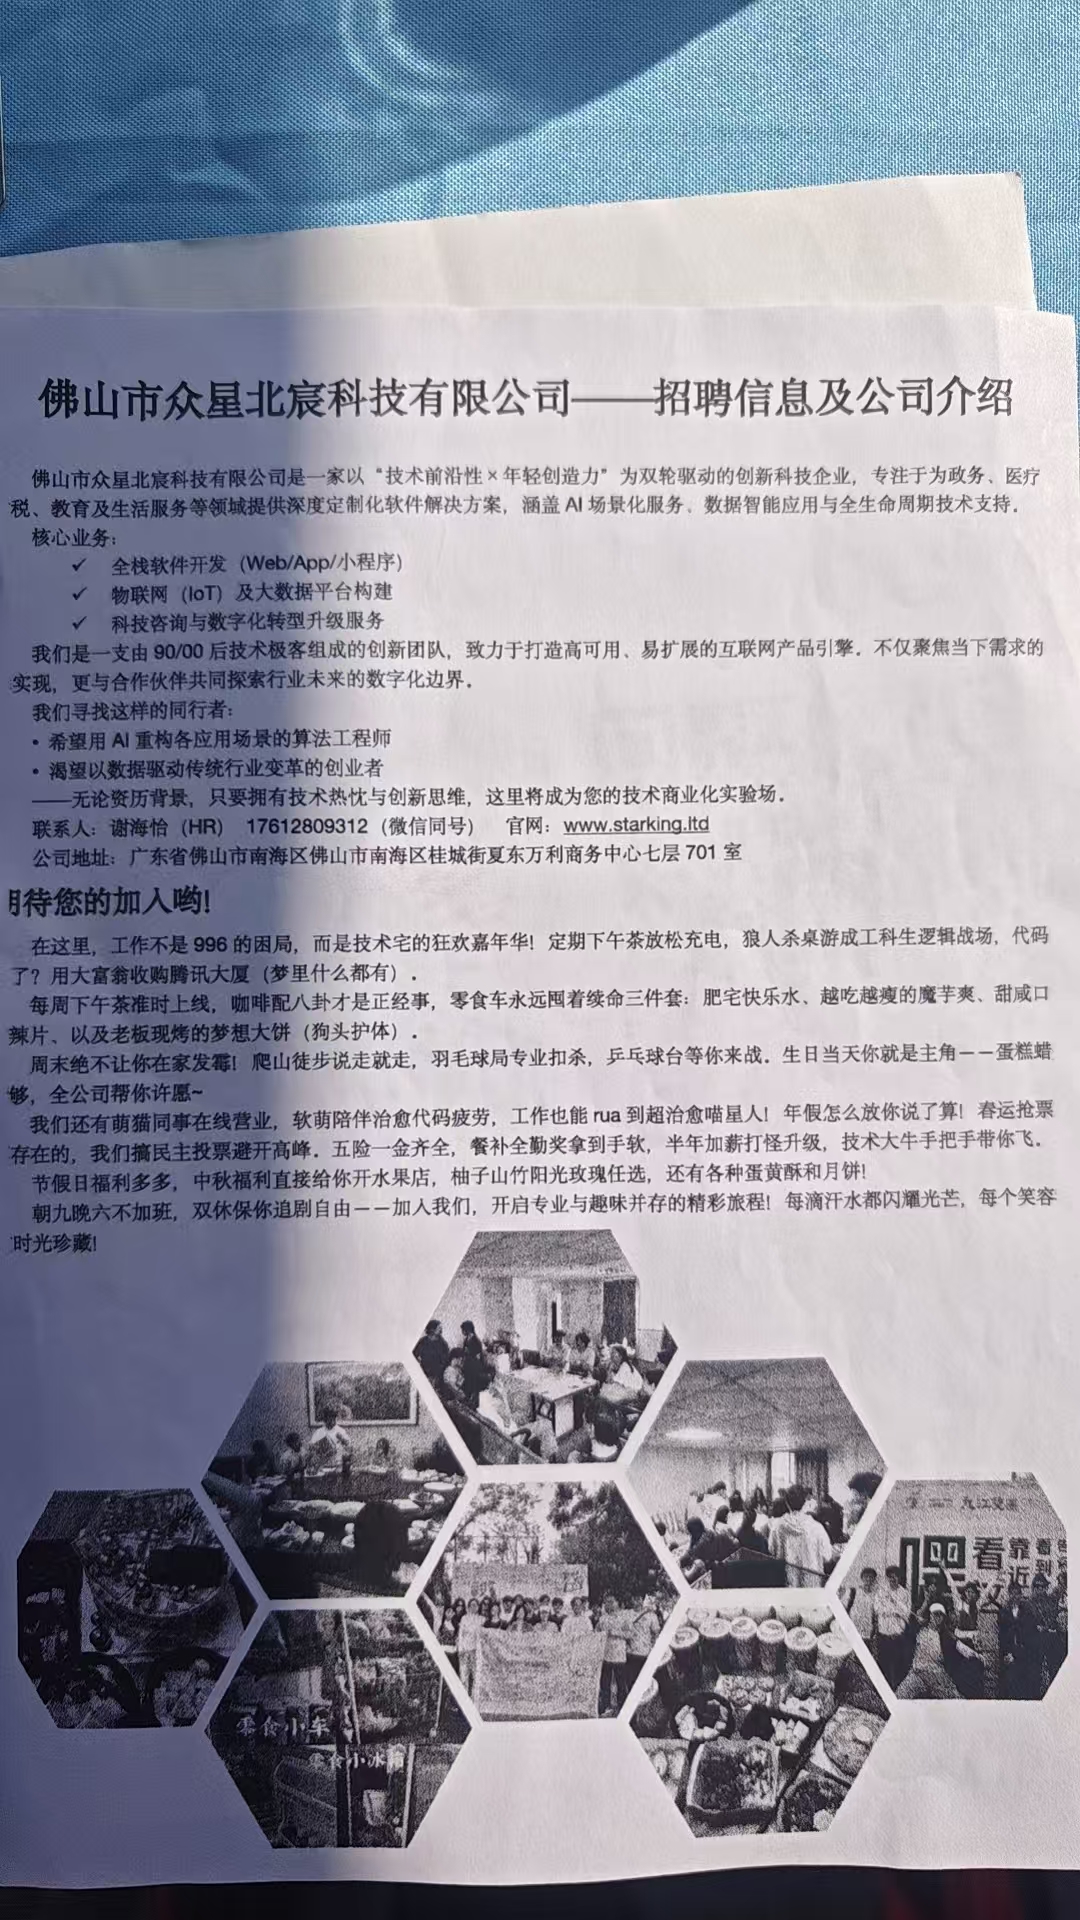 佛山市众星北宸科技有限公司——招聘信息及公司介绍
佛山市众星北宸科技有限公司是一家以“技术前沿性×年轻创造力”为双轮驱动的创新科技企业，专注于为政务、医疗
税、教育及生活服务等领域提供深度定制化软件解决方案，涵盖 AI 场景化服务、数据智能应用与全生命周期技术支持。
核心业务：
✓ 全栈软件开发（Web/App/小程序）
✓ 物联网（IoT）及大数据平台构建
✓ 科技咨询与数字化转型升级服务
我们是一支由 90/00 后技术极客组成的创新团队，致力于打造高可用、易扩展的互联网产品引擎。不仅聚焦当下需求的
实现，更与合作伙伴共同探索行业未来的数字化边界。
我们寻找这样的同行者：
• 希望用 AI 重构各应用场景的算法工程师
• 渴望以数据驱动传统行业变革的创业者
——无论资历背景，只要拥有技术热忱与创新思维，这里将成为您的技术商业化实验场。
联系人：谢海怡（HR） 17612809312（微信同号） 官网：www.starking.ltd
公司地址：广东省佛山市南海区佛山市南海区桂城街夏东万利商务中心七层 701 室
期待您的加入哟!
在这里，工作不是 996 的困局，而是技术宅的狂欢嘉年华！定期下午茶放松充电，狼人杀桌游成工科生逻辑战场，代码
了？用大富翁收购腾讯大厦（梦里什么都有）。
每周下午茶准时上线，咖啡配八卦才是正经事，零食车永远囤着续命三件套：肥宅快乐水、越吃越瘦的魔芋爽、甜咸口
辣片、以及老板现烤的梦想大饼（狗头护体）。
周末绝不让你在家发霉！爬山徒步说走就走，羽毛球局专业扣杀，乒乓球台等你来战。生日当天你就是主角——蛋糕蜡
够，全公司帮你许愿~
我们还有萌猫同事在线营业，软萌陪伴治愈代码疲劳，工作也能 rua 到超治愈喵星人！年假怎么放你说了算！春运抢票
存在的，我们搞民主投票避开高峰。五险一金齐全，餐补全勤奖拿到手软，半年加薪打怪升级，技术大牛手把手带你飞。
节假日福利多多，中秋福利直接给你开水果店，柚子山竹阳光玫瑰任选，还有各种蛋黄酥和月饼！
朝九晚六不加班，双休保你追剧自由——加入我们，开启专业与趣味并存的精彩旅程！每滴汗水都闪耀光芒，每个笑容
时光珍藏!
零食小车
零食小冰箱
嘿
看
靠近
看到